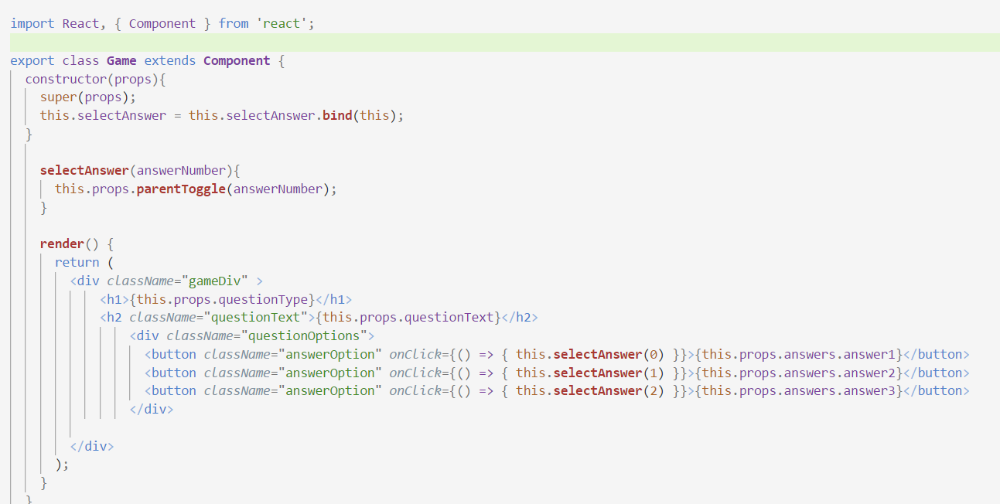 import React, { Component } from 'react';
export class Game extends Component {
constructor(props){
super(props);
this.selectAnswer = this.selectAnswer.bind(this);
}
selectAnswer(answerNumber){
this.props.parentToggle(answerNumber);
}
render() {
return (
<div className="gameDiv" >
<h1>{this.props.questionType}</h1>
<h2 className="questionText">{this.props.questionText}</h2>
<div className="questionOptions">
<button className="answerOption" onClick={() => { this.selectAnswer(0) }}>{this.props.answers.answer1}</button>
<button className="answerOption" onClick={() => { this.selectAnswer(1) }}>{this.props.answers.answer2}</button>
<button className="answerOption" onClick={() => { this.selectAnswer(2) }}>{this.props.answers.answer3}</button>
</div>
</div>
);
}
}